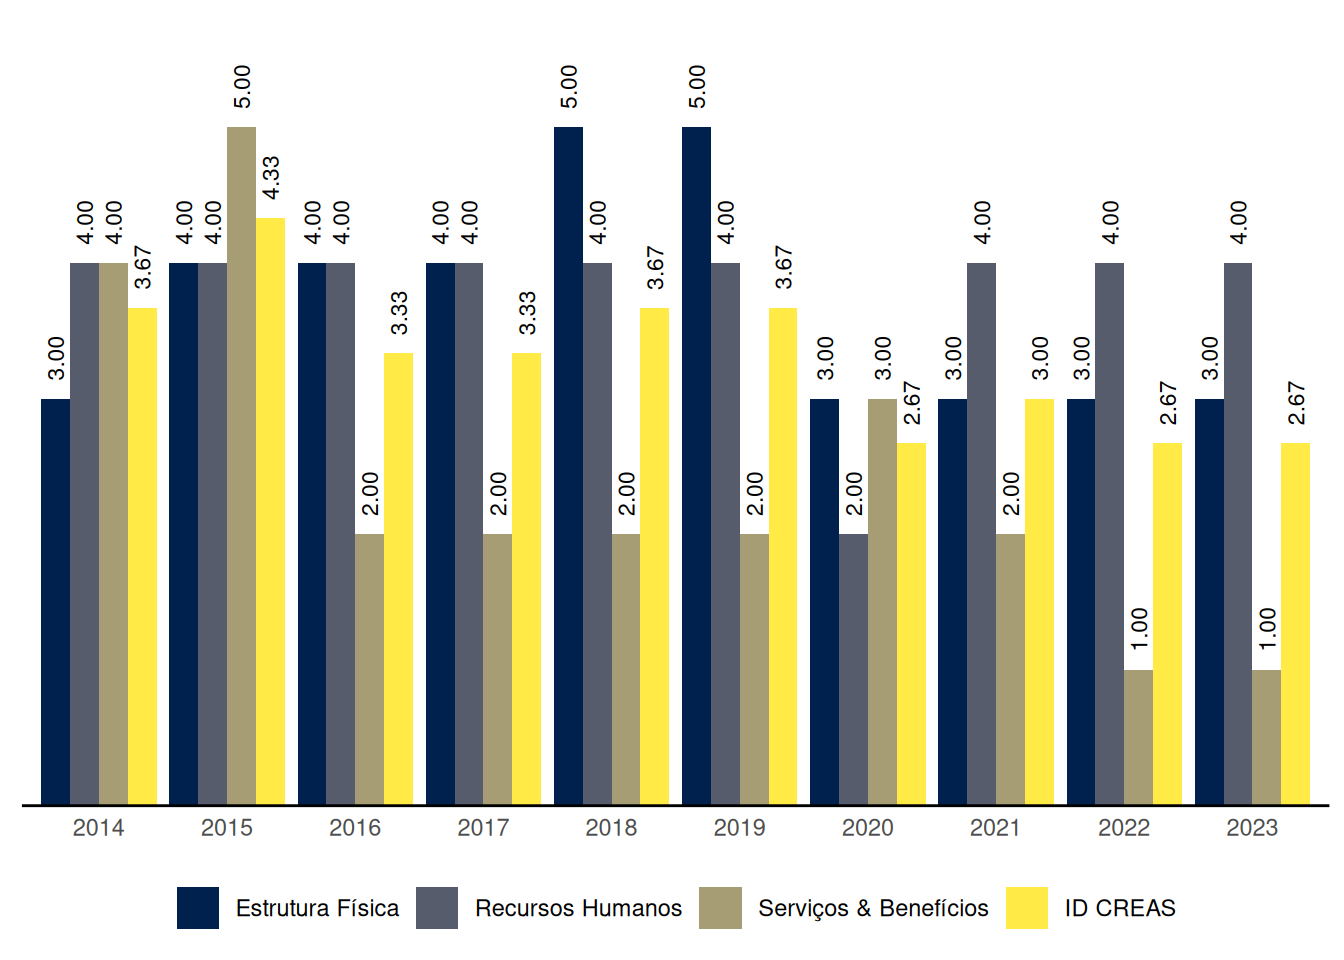 3.00 4.00 4.00 3.67
4.00 4.00 5.00 4.33
4.00 4.00 2.00 3.33
4.00 4.00 2.00 3.33
5.00 4.00 2.00 3.67
5.00 4.00 2.00 3.67
3.00 2.00 3.00 2.67
3.00 4.00 2.00 3.00
3.00 4.00 1.00 2.67
3.00 4.00 1.00 2.67
2014 2015 2016 2017 2018 2019 2020 2021 2022 2023
Estrutura Física Recursos Humanos Serviços & Benefícios ID CREAS